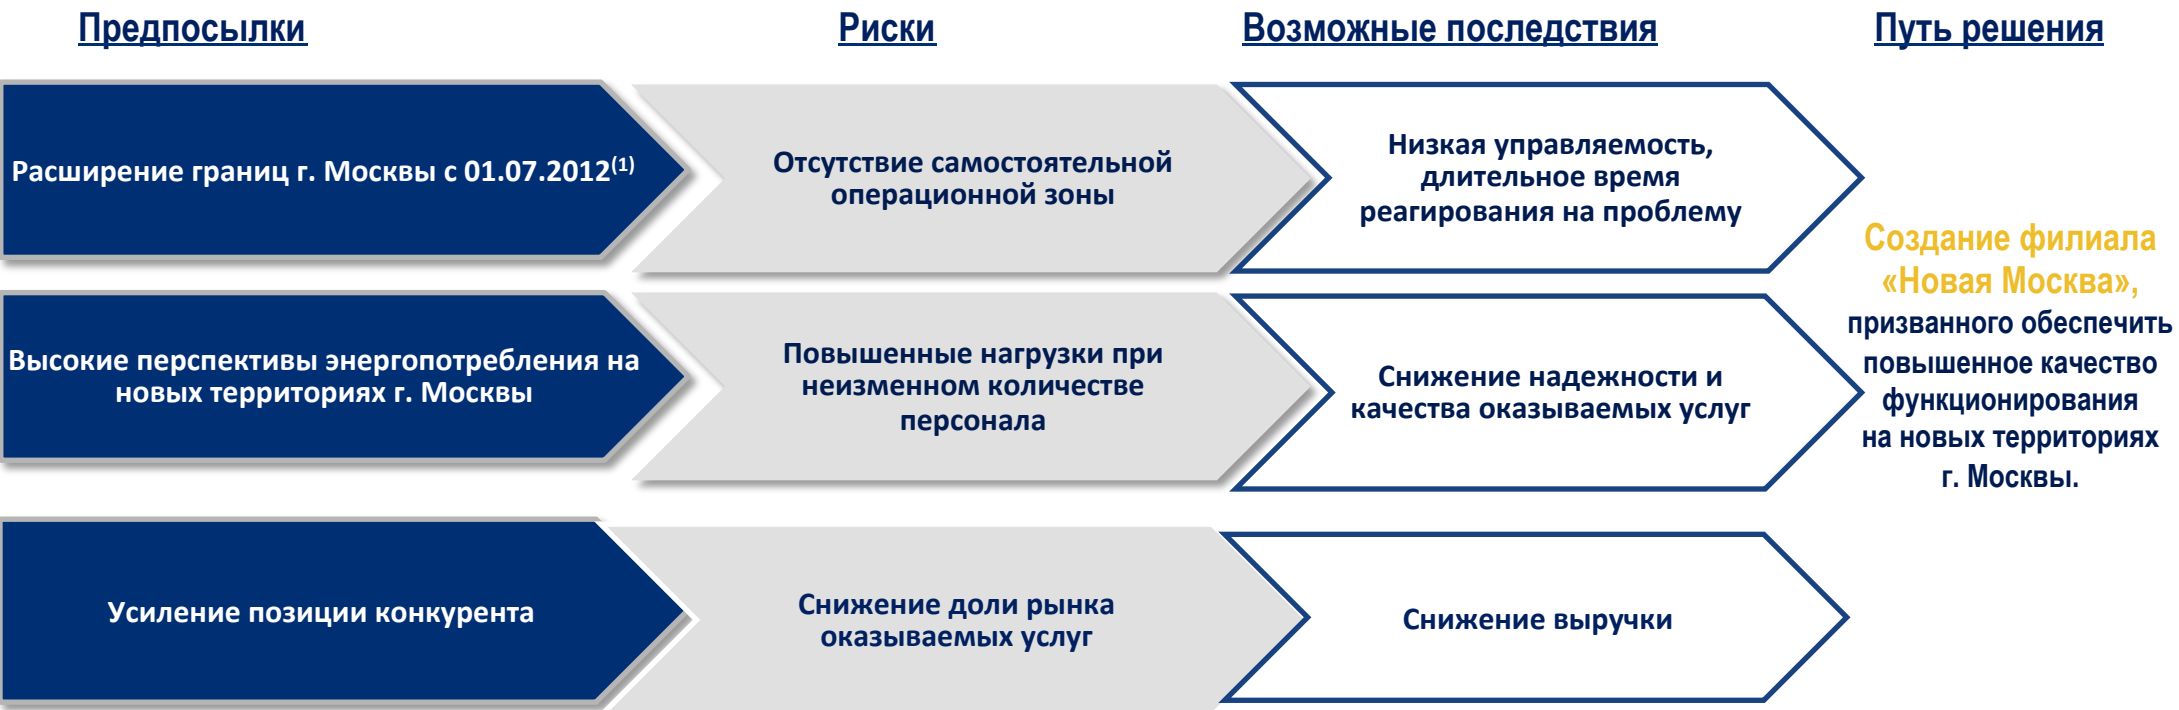 Предпосылки
Риски
Возможные последствия
Путь решения
Расширение границ г. Москвы с 01.07.2012(1)
Отсутствие самостоятельной
операционной зоны
Низкая управляемость,
длительное время
реагирования на проблему
Высокие перспективы энергопотребления на
новых территориях г. Москвы
Повышенные нагрузки при
неизменном количестве
персонала
Снижение надежности и
качества оказываемых услуг
Усиление позиции конкурента
Снижение доли рынка
оказываемых услуг
Снижение выручки
Создание филиала
«Новая Москва»,
призванного обеспечить
повышенное качество
функционирования
на новых территориях
г. Москвы.